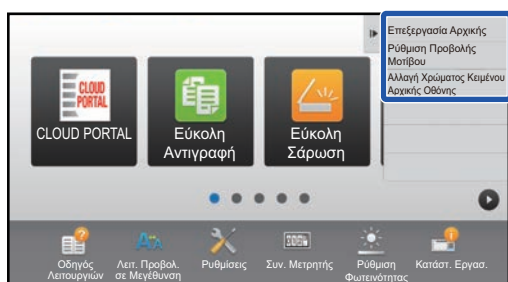 Επεξεργασία Αρχικής
Ρύθμιση Προβολής
Μοτίβου
Αλλαγή Χρώματος Κειμένου
Αρχικής Οθόνης
CLOUD
PORTAL
CLOUD PORTAL
Εύκολη
Αντιγραφή
Εύκολη
Σάρωση
Οδηγός
Λειτουργιών
Λειτ. Προβολ.
σε Μεγέθυνση
Ρυθμίσεις
Συν. Μετρητής
Ρύθμιση
Φωτεινότητας
Κατάστ. Εργασ.